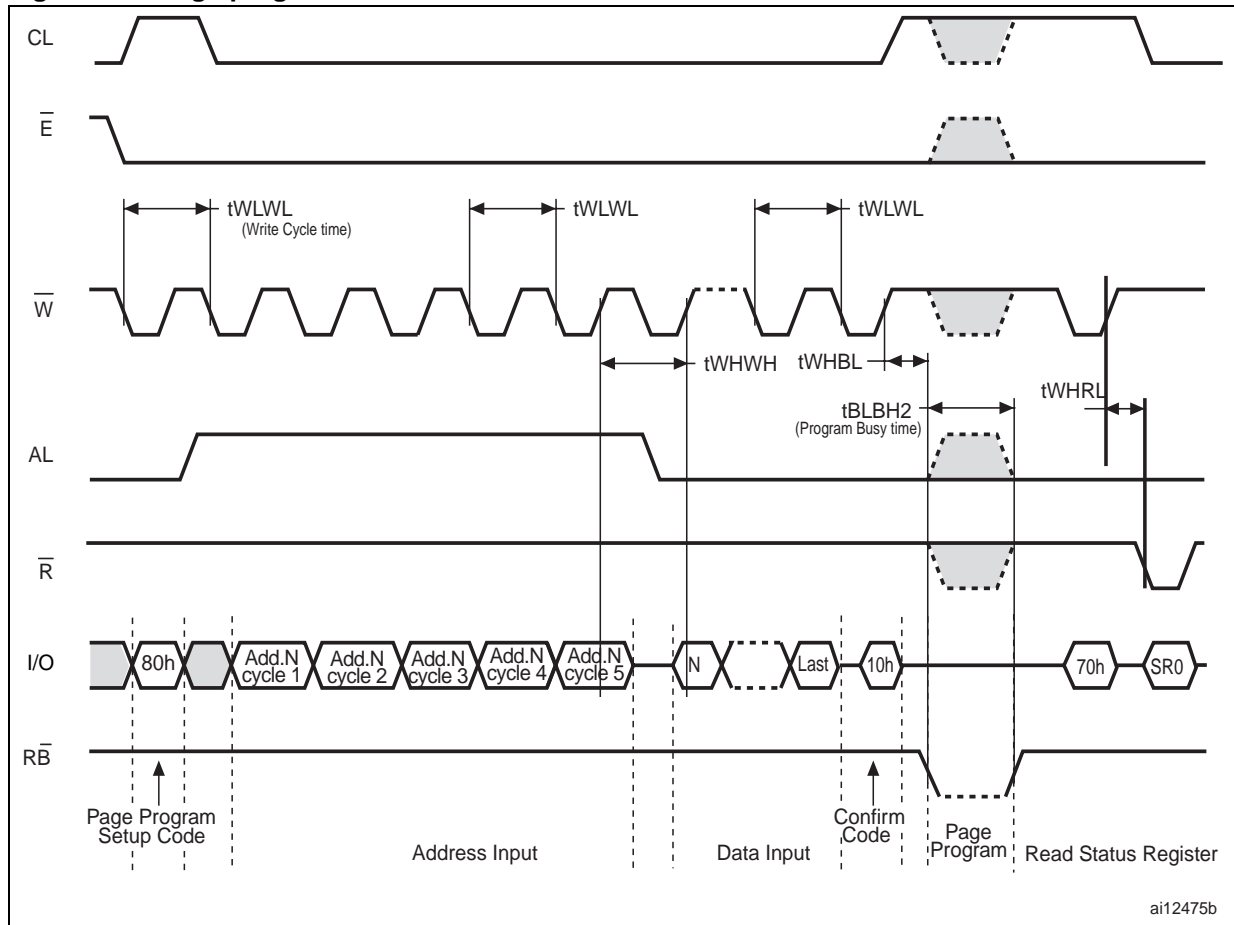 CL
E
tWLWL
(Write Cycle time)
tWLWL
tWLWL
W
tWHWH
tWHBL
tWHRL
tBLBH2
(Program Busy time)
AL
R
I/O
80h
Add.N
cycle 1
Add.N
cycle 2
Add.N
cycle 3
Add.N
cycle 4
Add.N
cycle 5
N
Last
10h
70h
SR0
RB
Page Program
Setup Code
Address Input
Data Input
Confirm
Code
Page
Program
Read Status Register
ai12475b